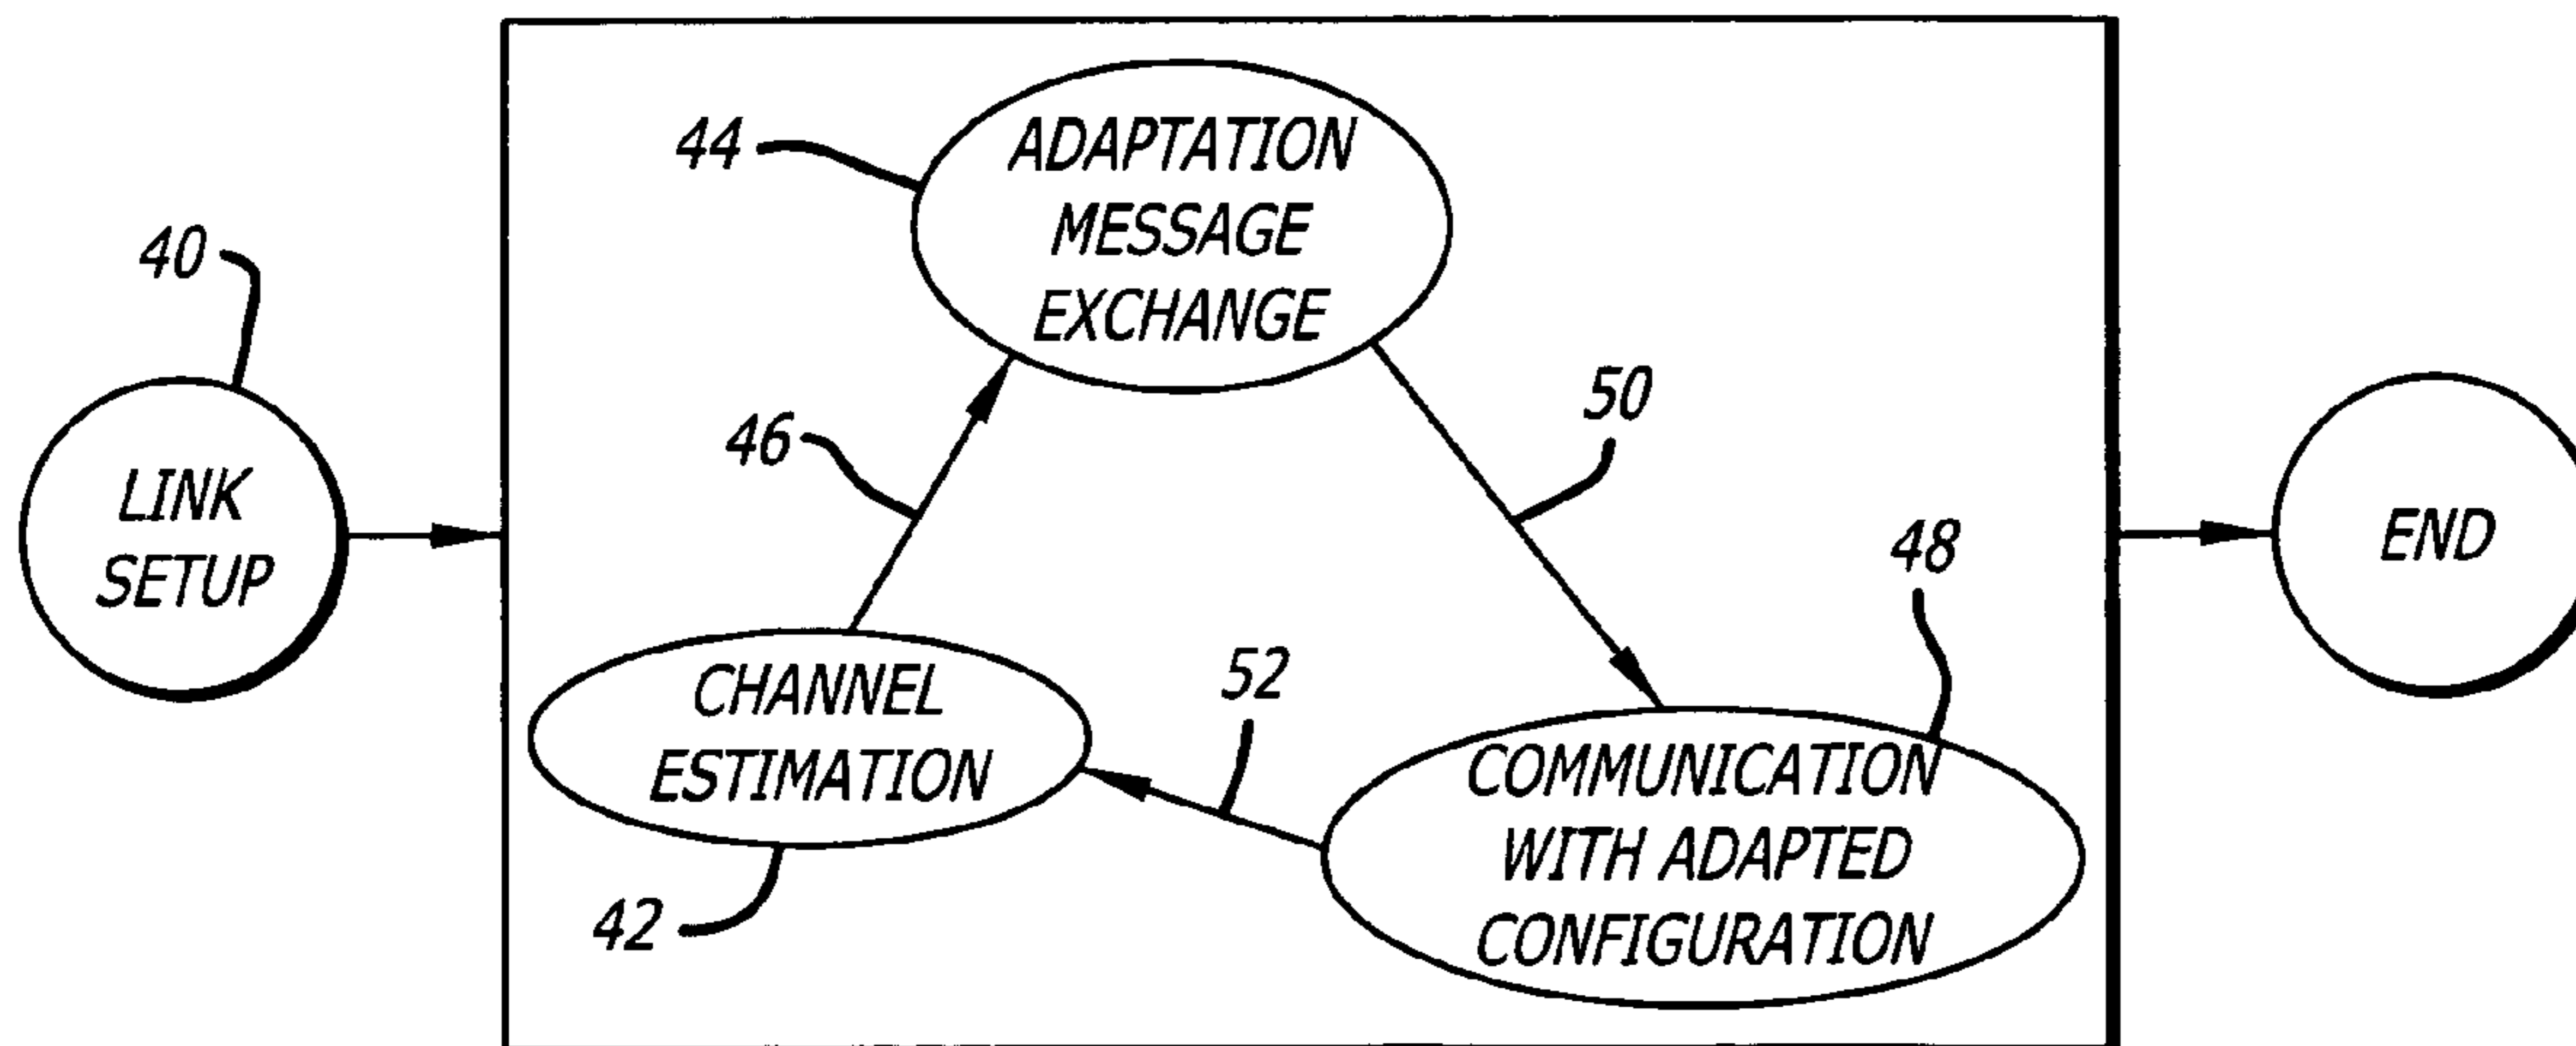 40
LINK
SETUP
44
ADAPTATION
MESSAGE
EXCHANGE
46
50
CHANNEL
ESTIMATION
42
52
48
COMMUNICATION
WITH ADAPTED
CONFIGURATION
END